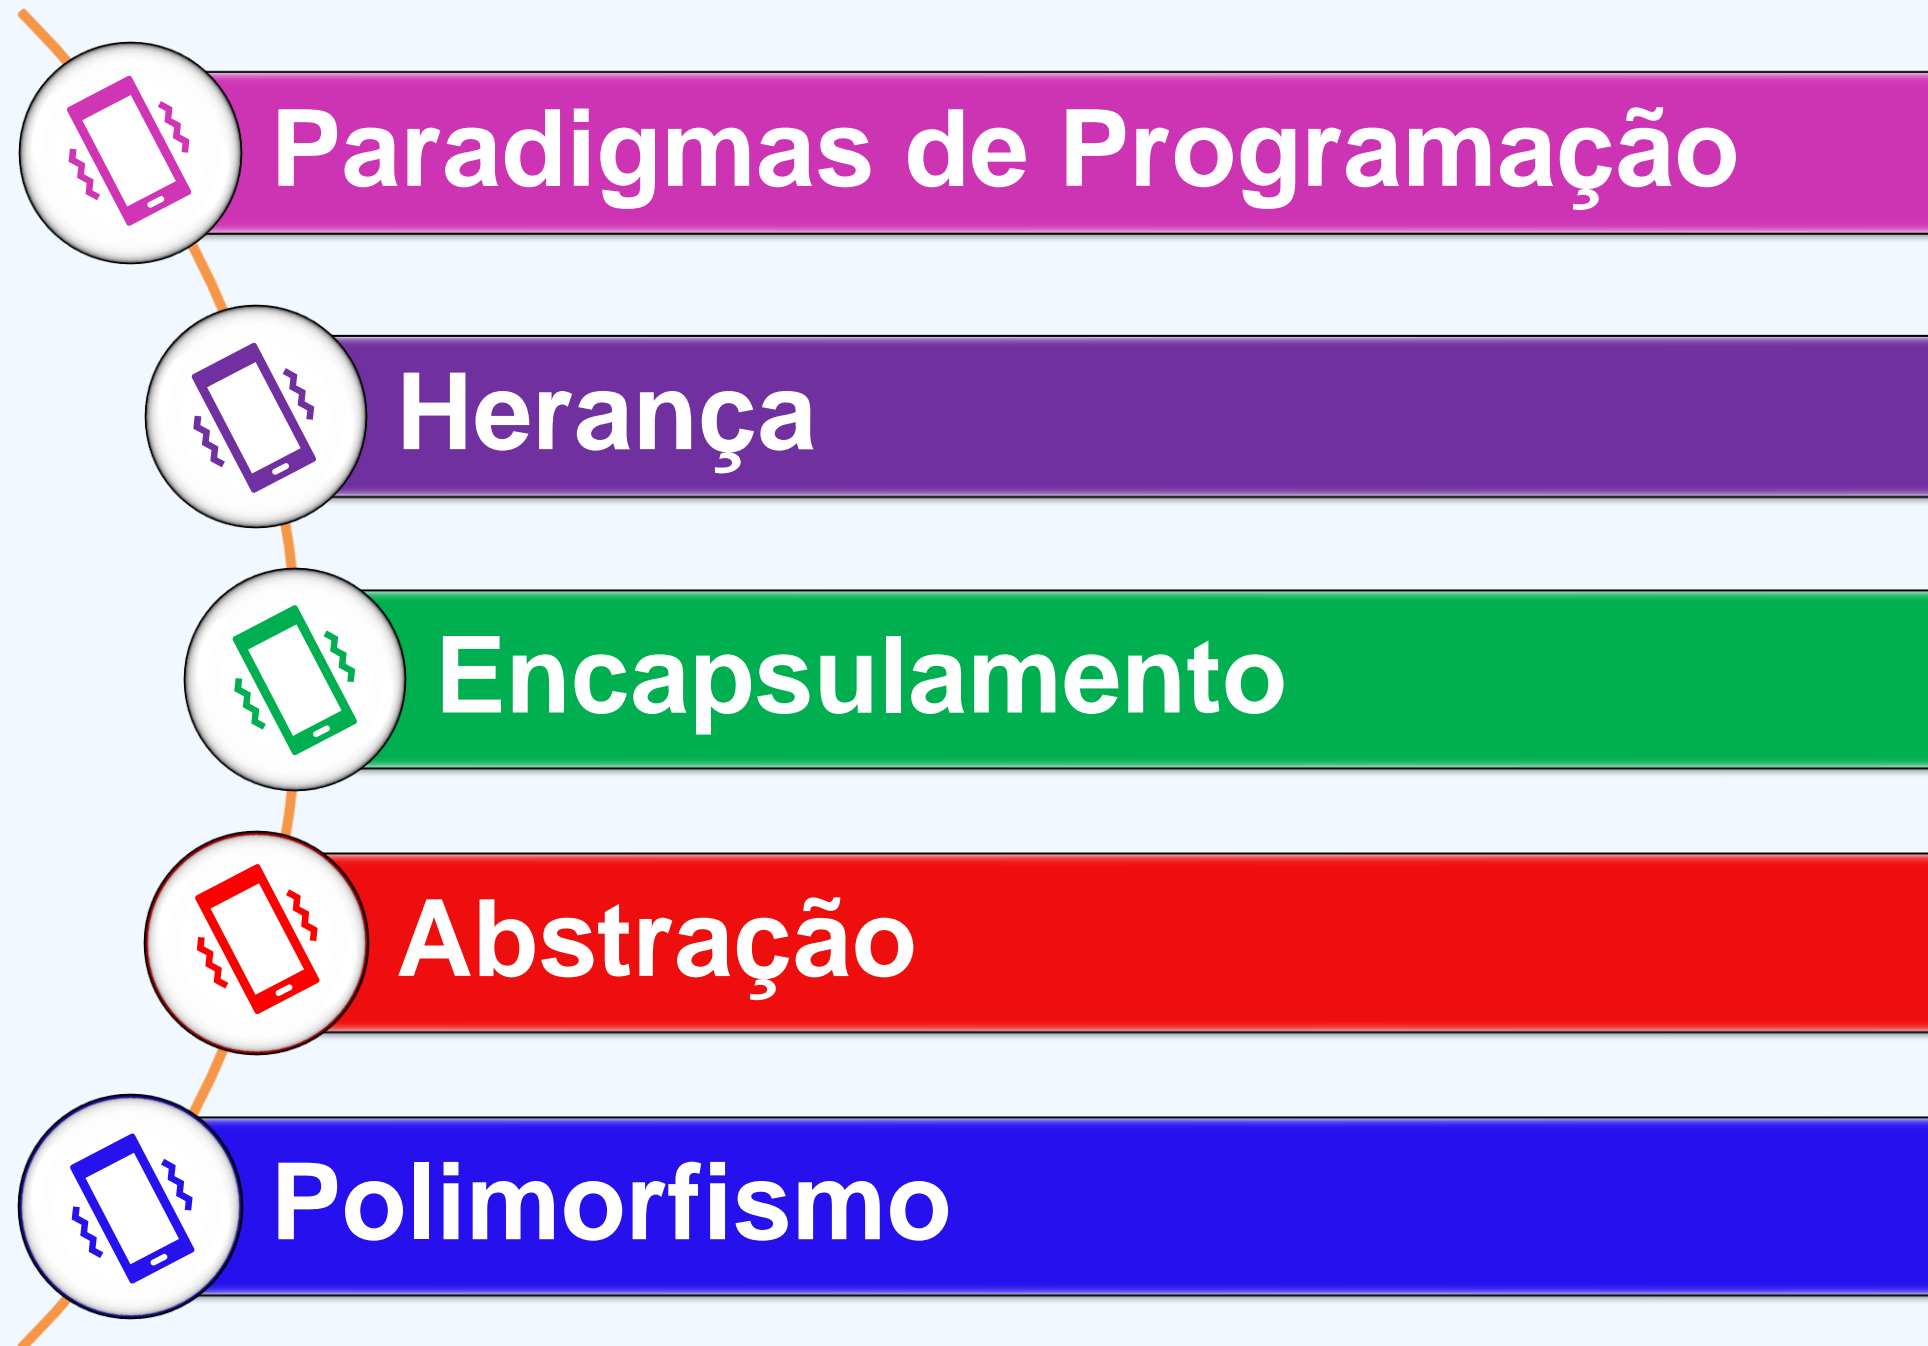 Paradigmas de Programação
Herança
Encapsulamento
Abstração
Polimorfismo